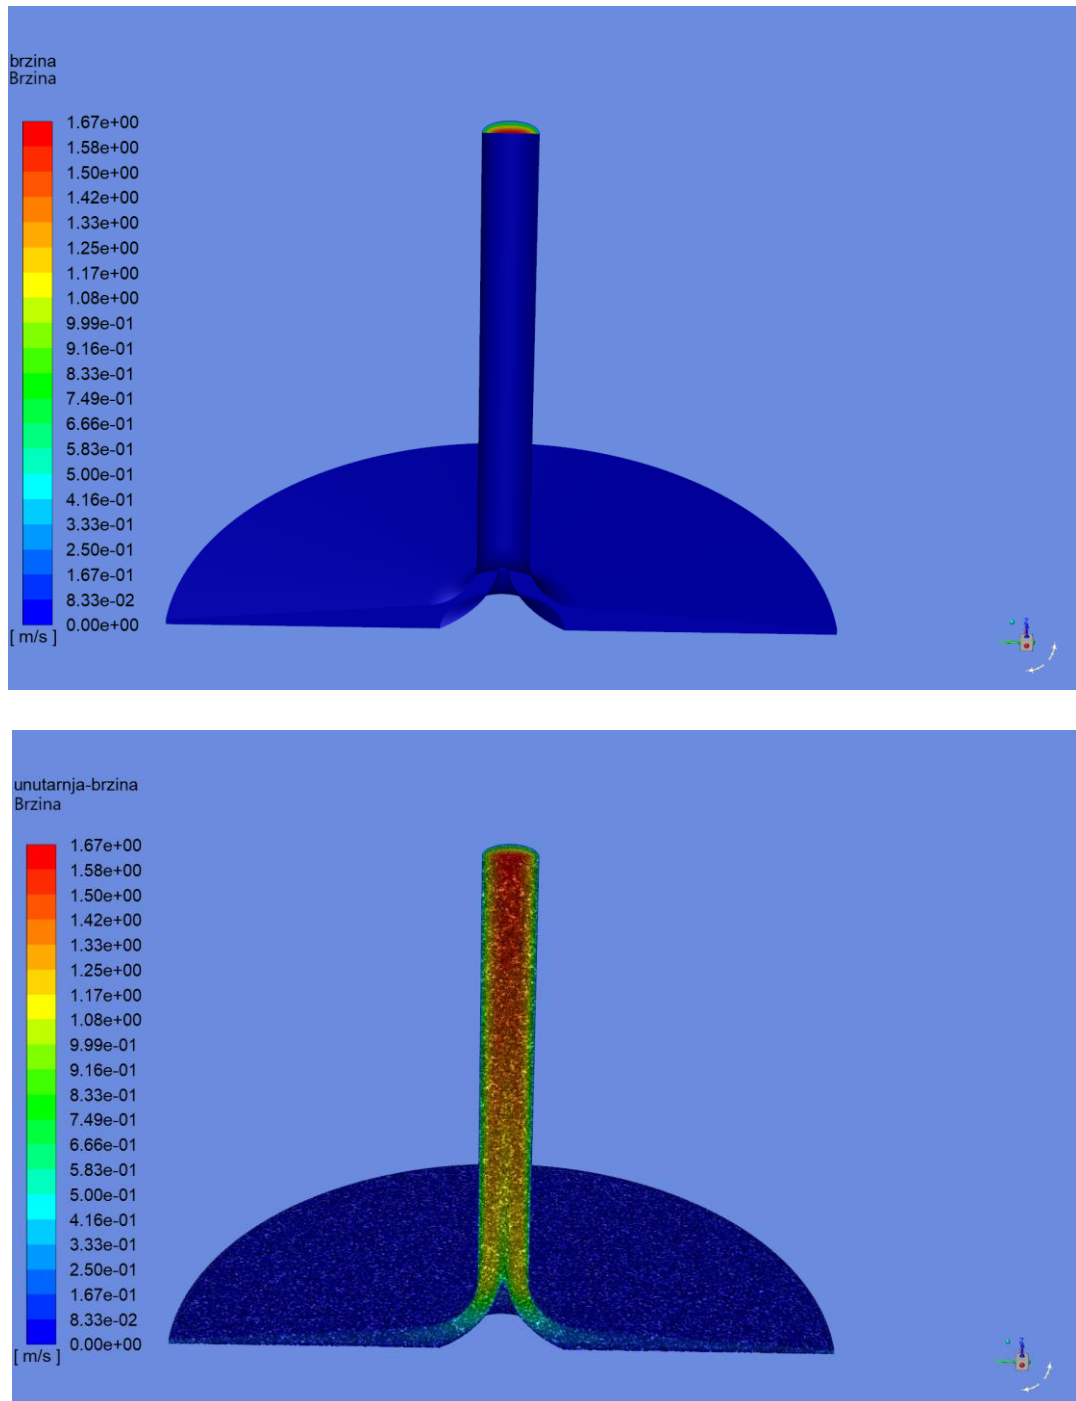 brzina
Brzina
1.67e+00
1.58e+00
1.50e+00
1.42e+00
1.33e+00
1.25e+00
1.17e+00
1.08e+00
9.99e-01
9.16e-01
8.33e-01
7.49e-01
6.66e-01
5.83e-01
5.00e-01
4.16e-01
3.33e-01
2.50e-01
1.67e-01
8.33e-02
0.00e+00
[ m/s ]
Z
unutarnja-brzina
Brzina
1.67e+00
1.58e+00
1.50e+00
1.42e+00
1.33e+00
1.25e+00
1.17e+00
1.08e+00
9.99e-01
9.16e-01
8.33e-01
7.49e-01
6.66e-01
5.83e-01
5.00e-01
4.16e-01
3.33e-01
2.50e-01
1.67e-01
8.33e-02
0.00e+00
[ m/s ]
Z